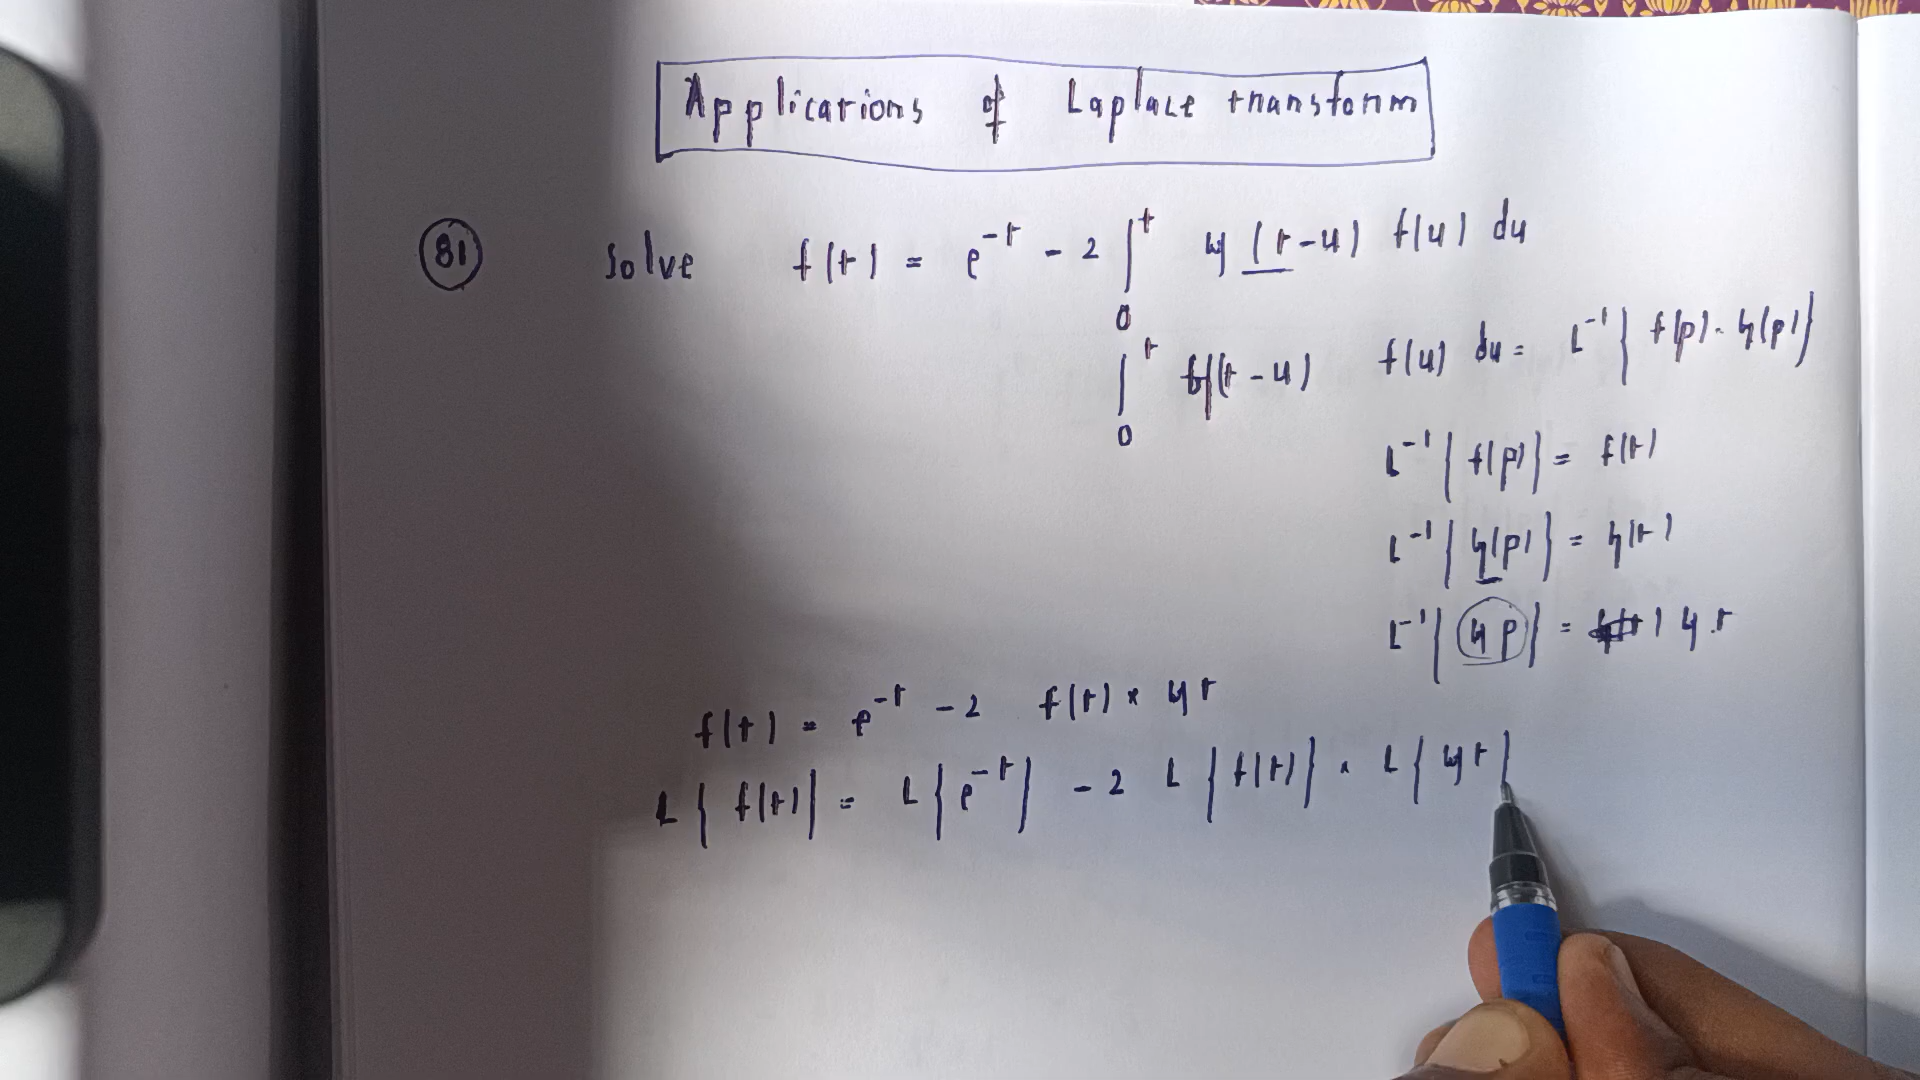 Applications of Laplace transform
81 Solve f(t) = e^-t - 2 ∫_0^t 4 (t-u) f(u) du
∫_0^t (t-u) f(u) du = L^-1 { f(p) . G(p) }
L^-1 { f(p) } = f(t)
L^-1 { G(p) } = G(t)
L^-1 { 4p } = 4 . t
f(t) = e^-t - 2 f(t) * 4t
L { f(t) } = L { e^-t } - 2 L { f(t) } * L { 4t }